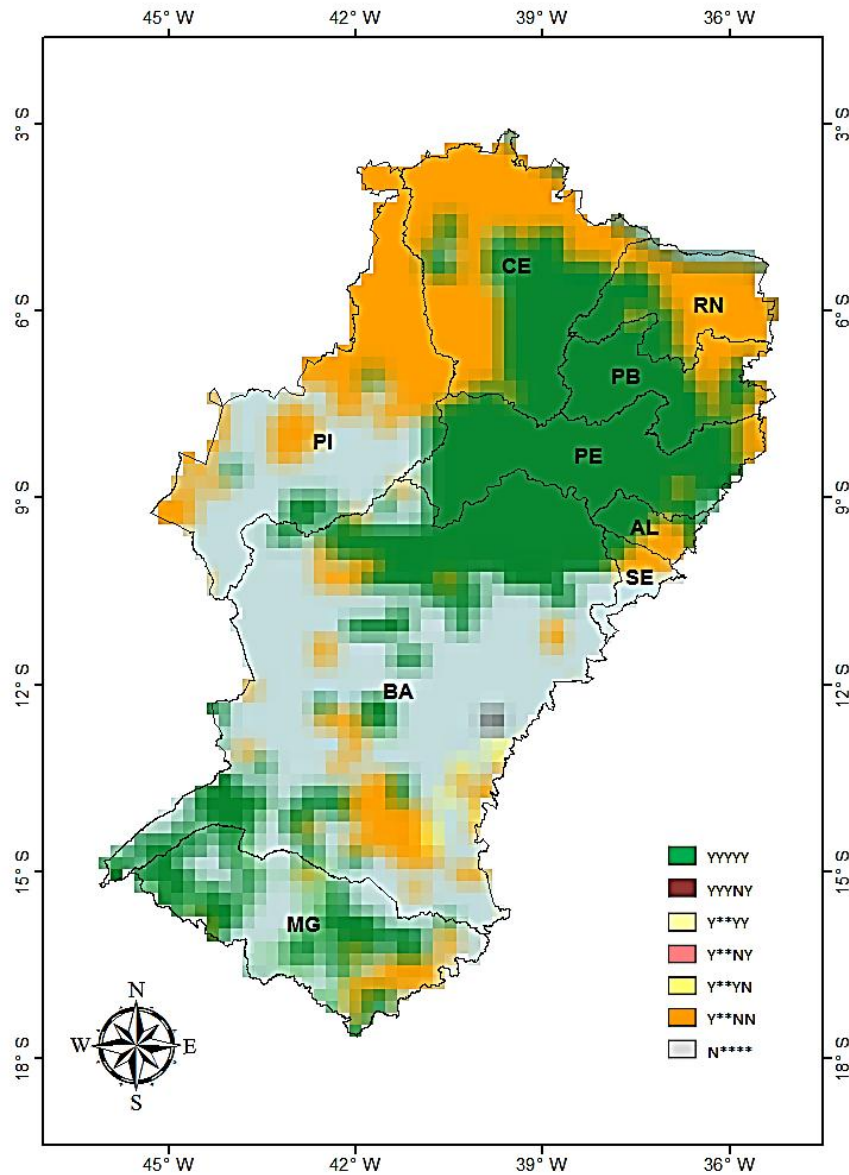 45° W 42° W 39° W 36° W
3° S 3° S
CE
6° S 6° S
RN
PB
PI
PE
9° S 9° S
AL
SE
12° S 12° S
BA
YYYYY
15° S 15° S
YYYNY
MG
Y**YY
Y**NY
Y**YN
N
Y**NN
W E
18° S 18° S
N****
S
45° W 42° W 39° W 36° W